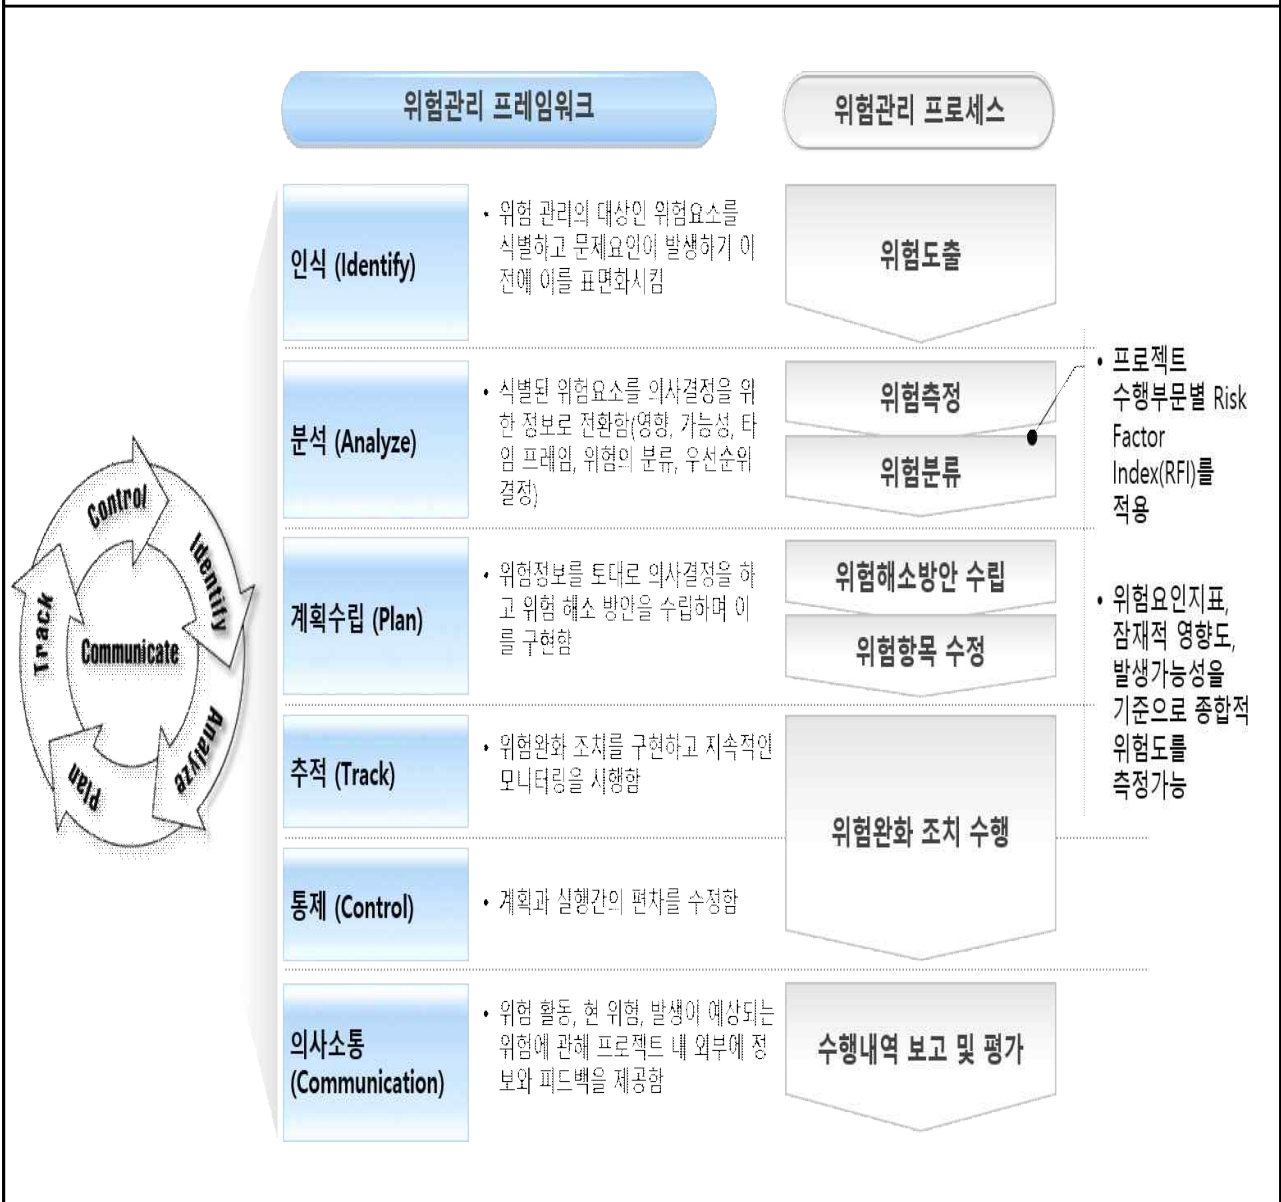 위험관리 프레임워크
위험관리 프로세스
인식 (Identify)
• 위험 관리의 대상인 위험요소를
식별하고 문제요인이 발생하기 이
전에 이를 표면화시킴
위험도출
분석 (Analyze)
• 식별된 위험요소를 의사결정을 위
한 정보로 전환함(영향, 가능성, 타
임 프레임, 위험의 분류, 우선순위
결정)
위험측정
위험분류
• 프로젝트
수행부문별 Risk
Factor
Index(RFI)를
적용
계획수립 (Plan)
• 위험정보를 토대로 의사결정을 하
고 위험 해소 방안을 수립하며 이
를 구현함
위험해소방안 수립
위험항목 수정
• 위험요인지표,
잠재적 영향도,
발생가능성을
기준으로 종합적
위험도를
측정가능
추적 (Track)
• 위험완화 조치를 구현하고 지속적인
모니터링을 시행함
위험완화 조치 수행
통제 (Control)
• 계획과 실행간의 편차를 수정함
의사소통
(Communication)
• 위험 활동, 현 위험, 발생이 예상되는
위험에 관해 프로젝트 내 외부에 정
보와 피드백을 제공함
수행내역 보고 및 평가
Control
Identify
Analyze
Plan
Track
Communicate